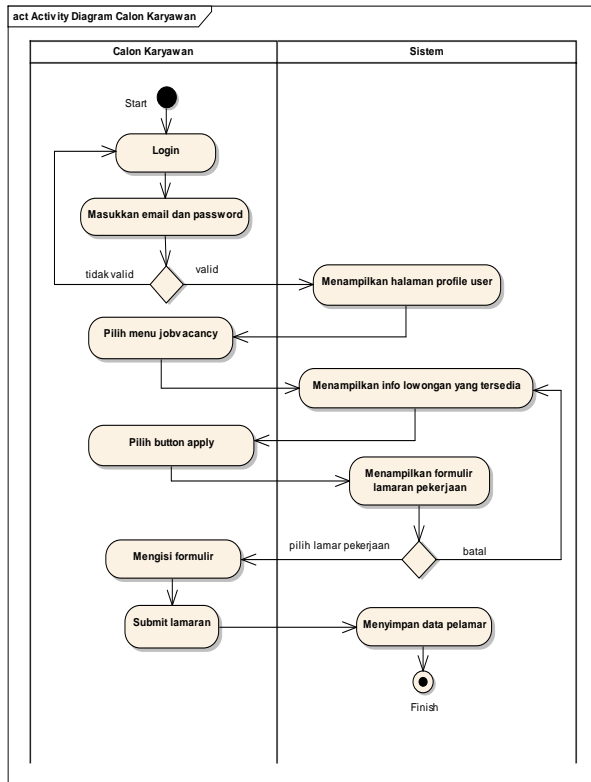 act Activity Diagram Calon Karyawan
Calon Karyawan
Sistem
Start
Login
Masukkan email dan password
tidak valid
valid
Menampilkan halaman profile user
Pilih menu jobvacancy
Menampilkan info lowongan yang tersedia
Pilih button apply
Menampilkan formulir
lamaran pekerjaan
pilih lamar pekerjaan
batal
Mengisi formulir
Submit lamaran
Menyimpan data pelamar
Finish